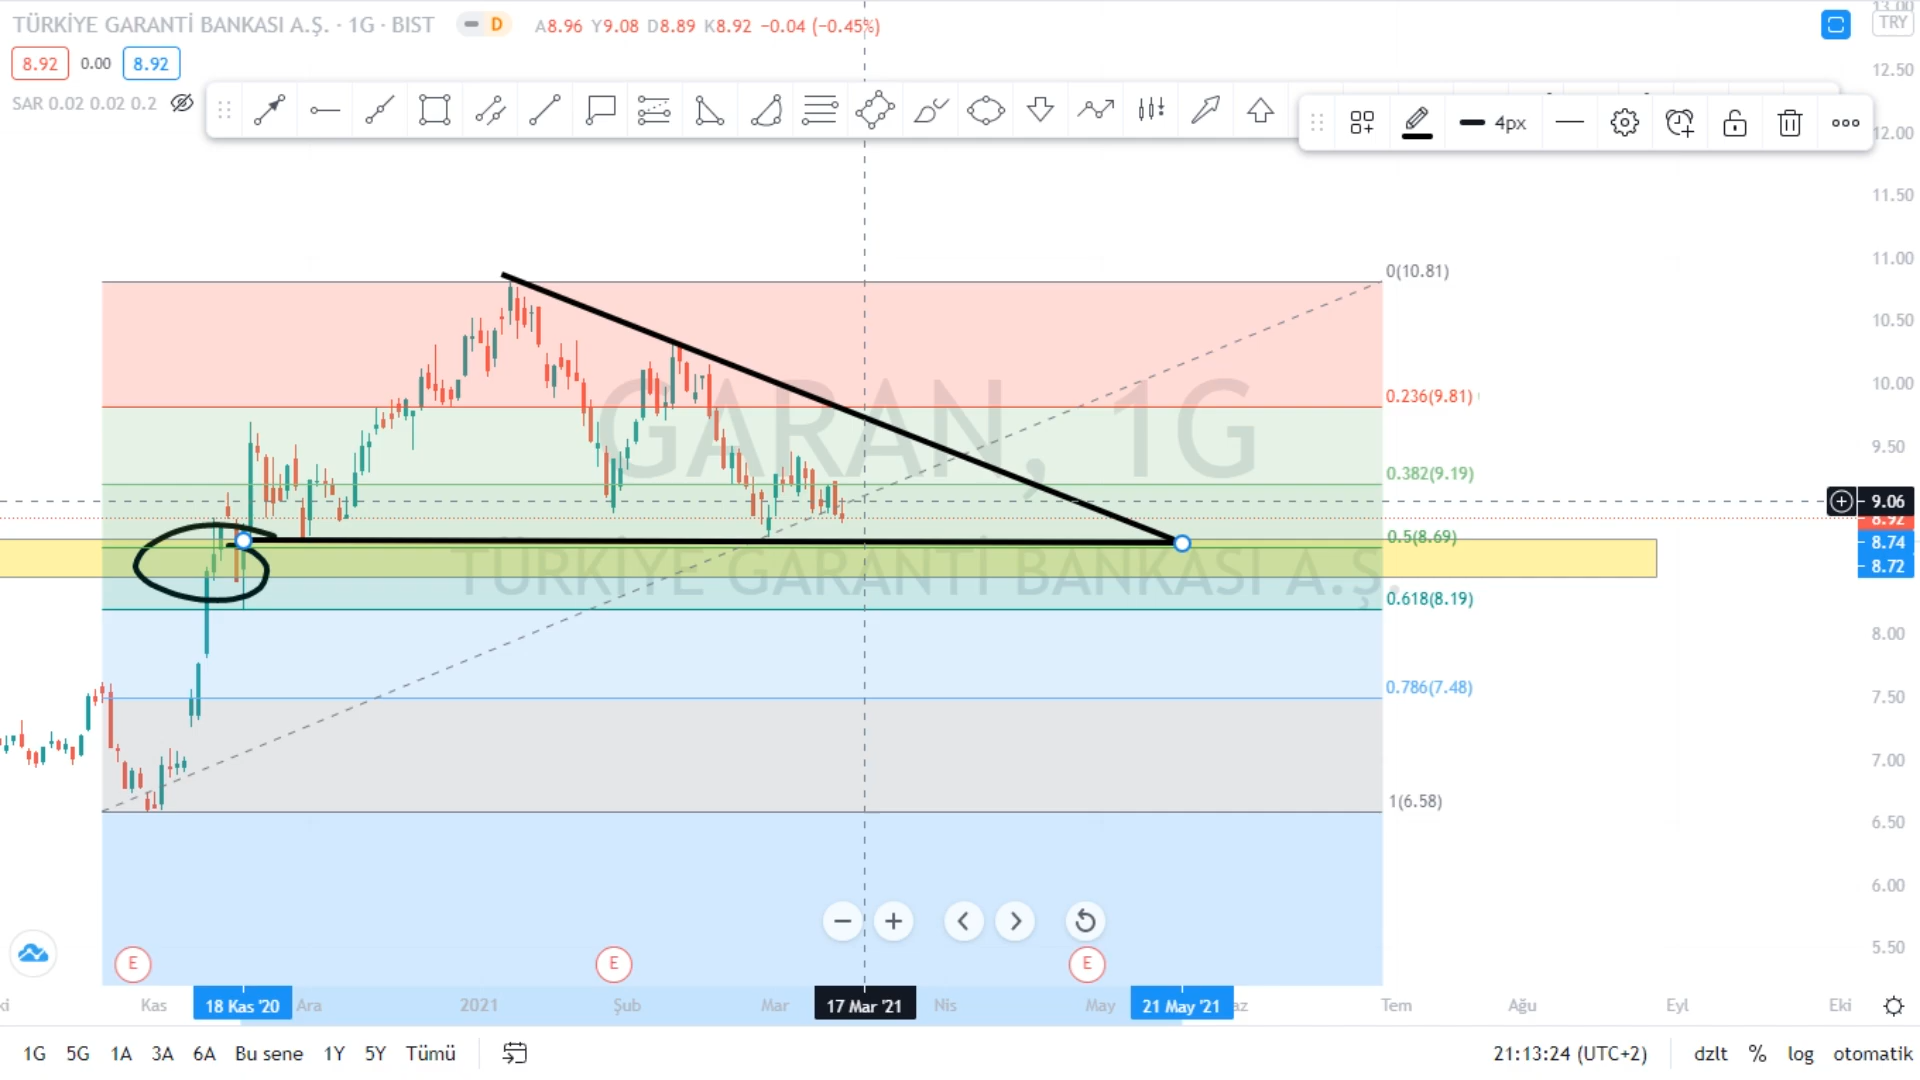 TÜRKİYE GARANTİ BANKASI A.Ş. · 1G · BIST D A8.96 Y9.08 D8.89 K8.92 −0.04 (−0.45%)
8.92 0.00 8.92
SAR 0.02 0.02 0.2
4px
TRY
13.00
12.50
12.00
11.50
11.00
10.50
10.00
9.50
9.06
8.92
8.74
8.72
8.00
7.50
7.00
6.50
6.00
5.50
0(10.81)
0.236(9.81)
0.382(9.19)
0.5(8.69)
0.618(8.19)
0.786(7.48)
1(6.58)
GARAN, 1G
TÜRKİYE GARANTİ BANKASI A.Ş.
E E E
Kas 18 Kas '20 Ara 2021 Şub Mar 17 Mar '21 Nis May 21 May '21 az Tem Ağu Eyl Eki
1G 5G 1A 3A 6A Bu sene 1Y 5Y Tümü 21:13:24 (UTC+2) dzlt % log otomatik